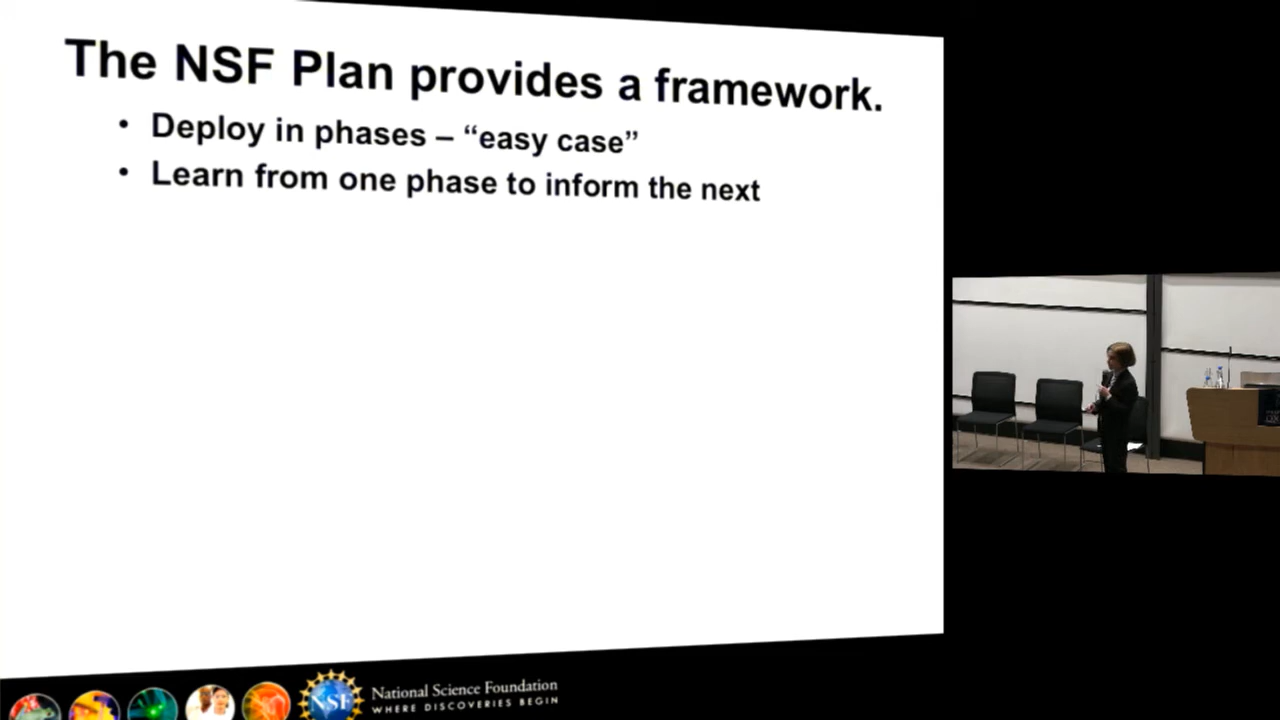 The NSF Plan provides a framework.
• Deploy in phases – “easy case”
• Learn from one phase to inform the next
NSF
National Science Foundation
WHERE DISCOVERIES BEGIN